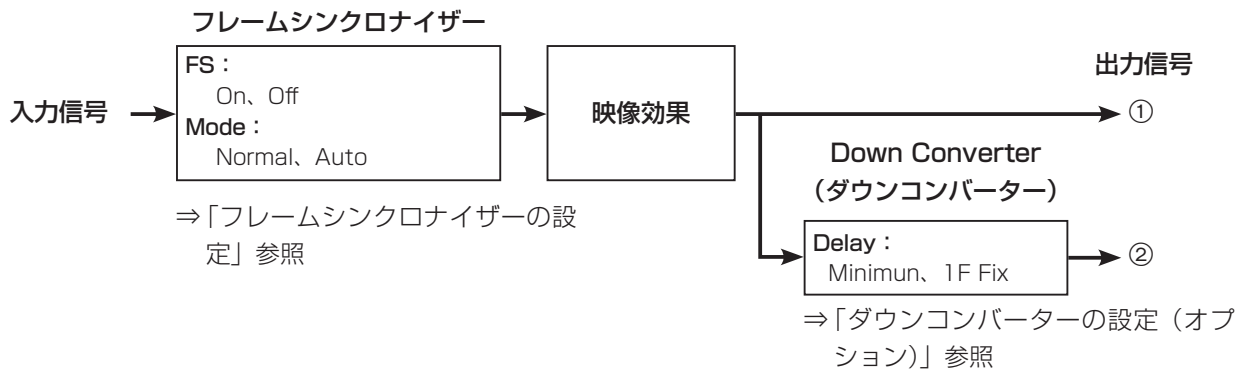 フレームシンクロナイザー
FS：
On、Off
Mode：
Normal、Auto
入力信号
映像効果
出力信号
①
⇒「フレームシンクロナイザーの設
定」参照
Down Converter
（ダウンコンバーター）
Delay：
Minimun、1F Fix
②
⇒「ダウンコンバーターの設定（オプ
ション）」参照